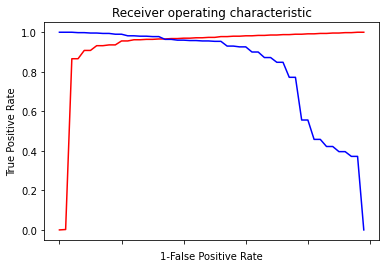 Receiver operating characteristic
1.0
0.8
0.6
0.4
0.2
0.0
True Positive Rate
1-False Positive Rate